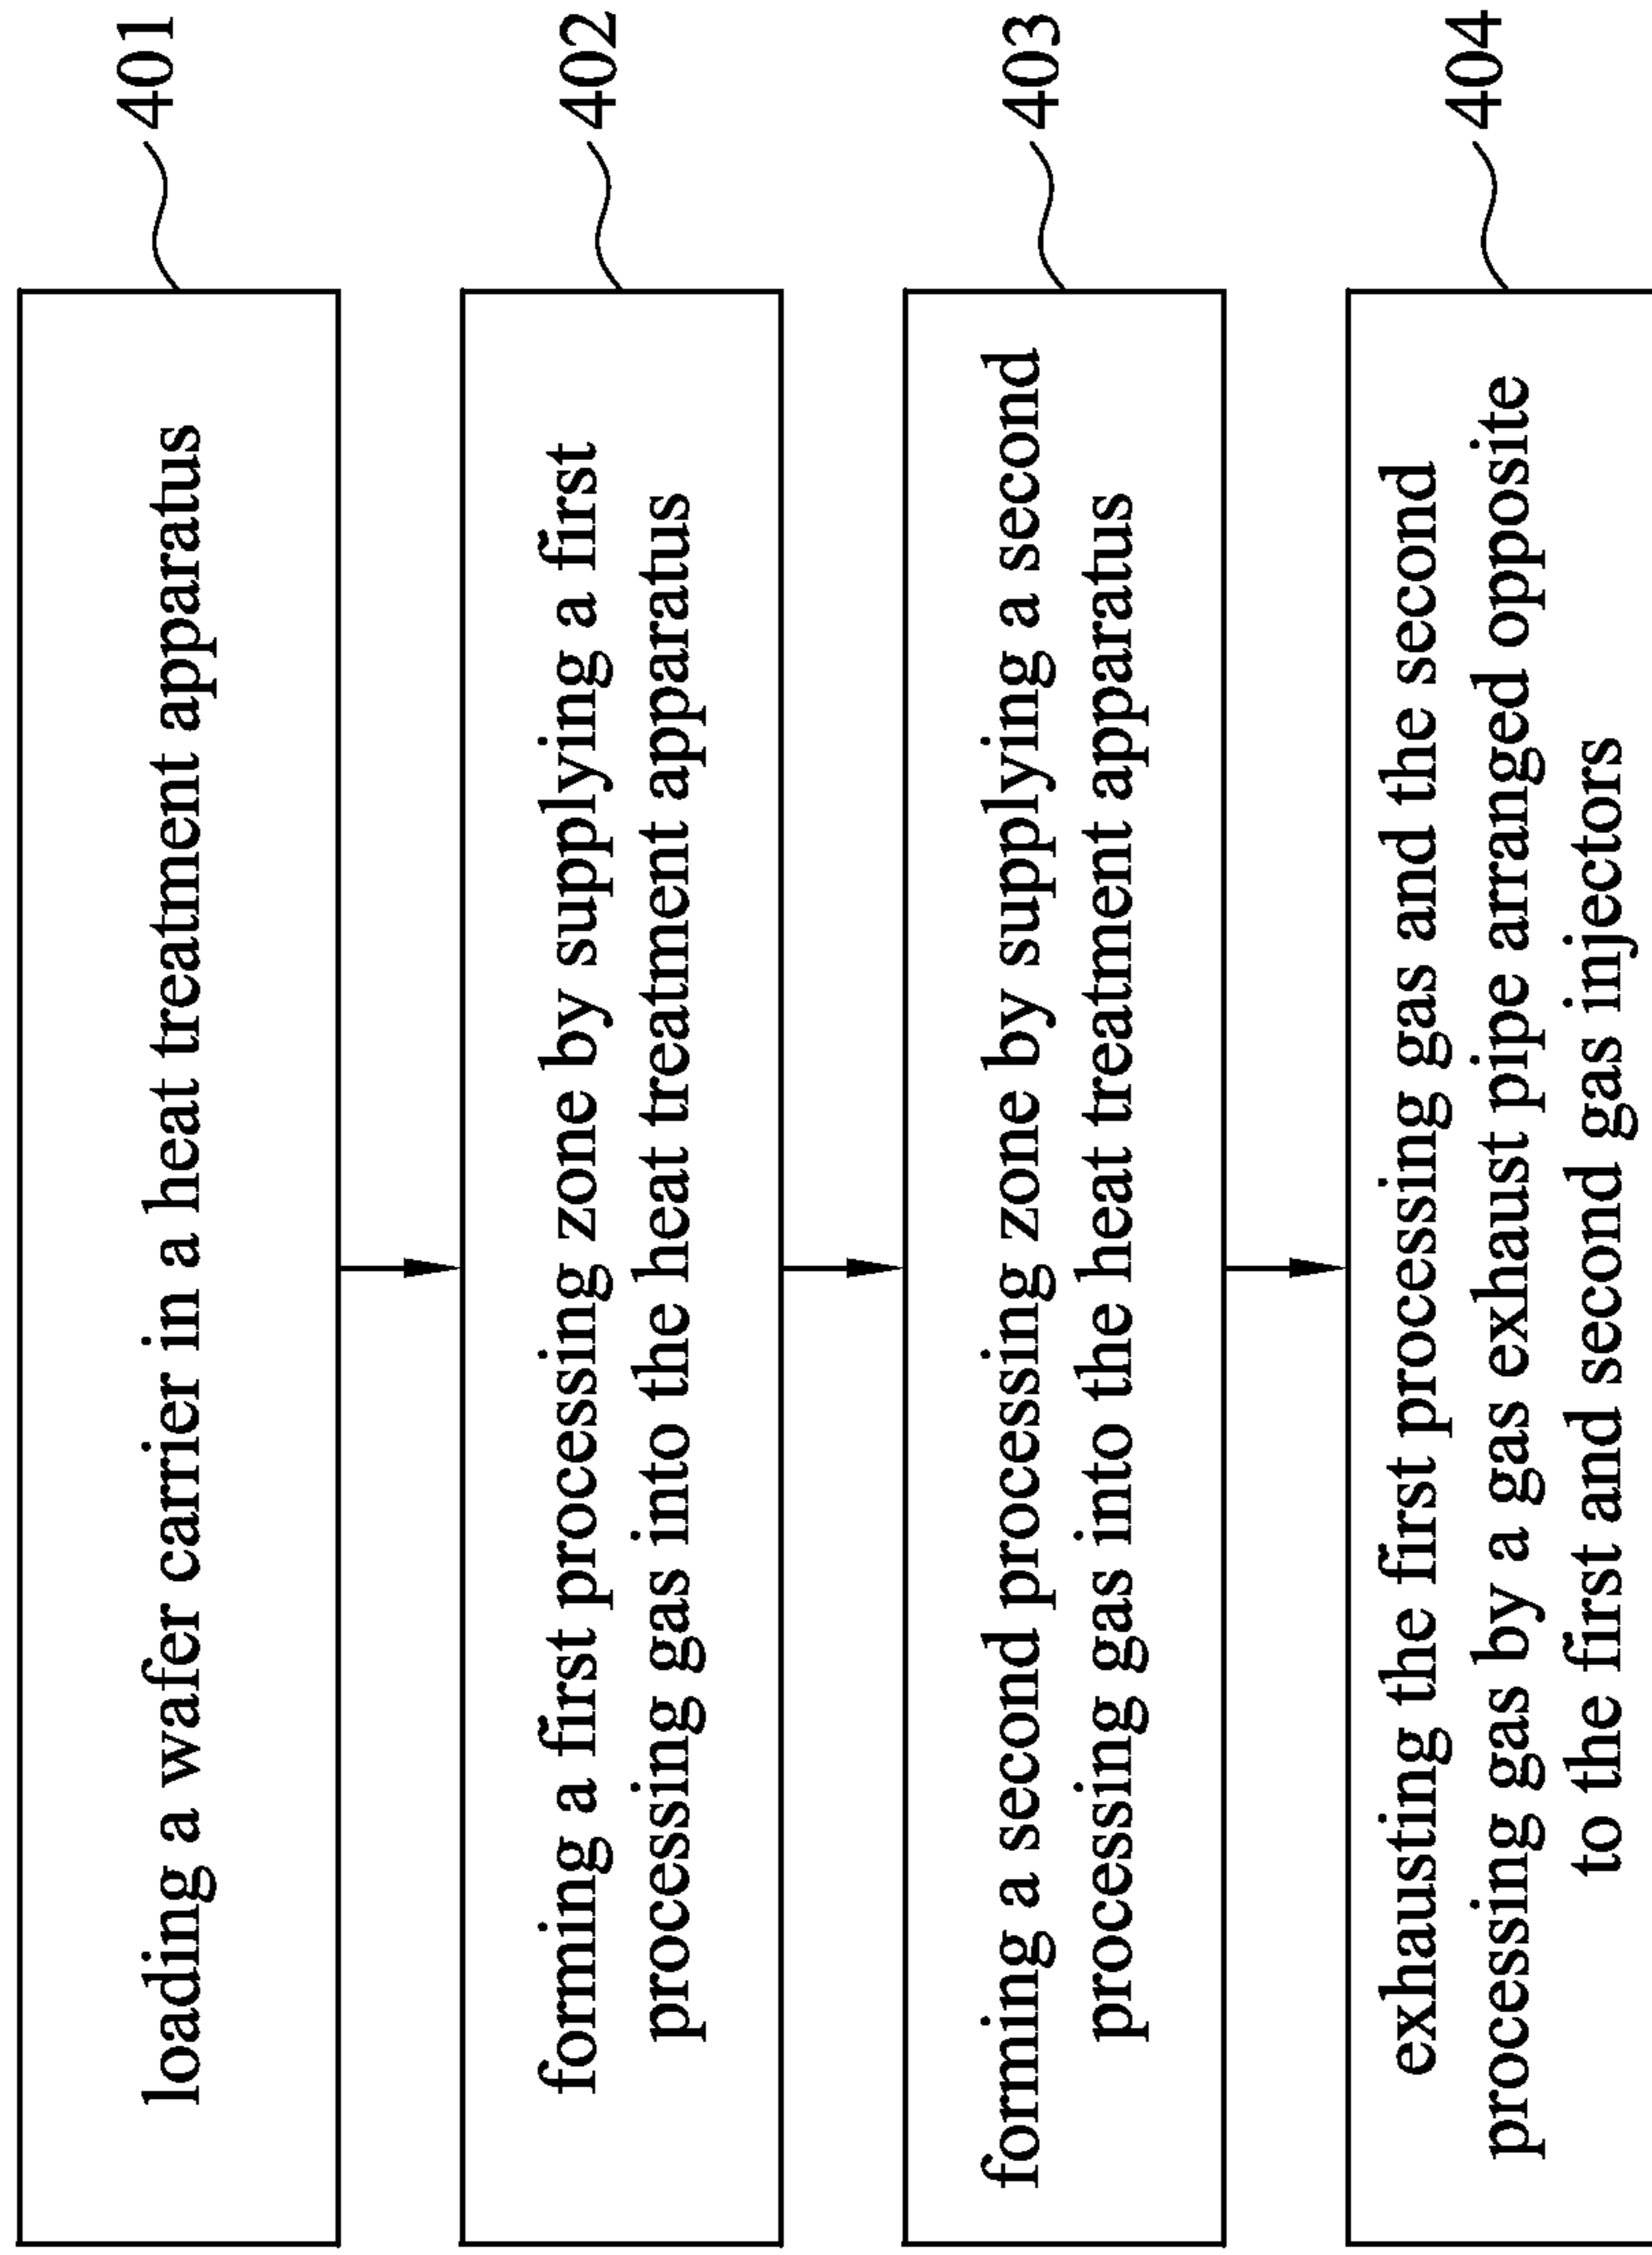 loading a wafer carrier in a heat treatment apparatus
401
forming a first processing zone by supplying a first
processing gas into the heat treatment apparatus
402
forming a second processing zone by supplying a second
processing gas into the heat treatment apparatus
403
exhausting the first processing gas and the second
processing gas by a gas exhaust pipe arranged opposite
to the first and second gas injectors
404